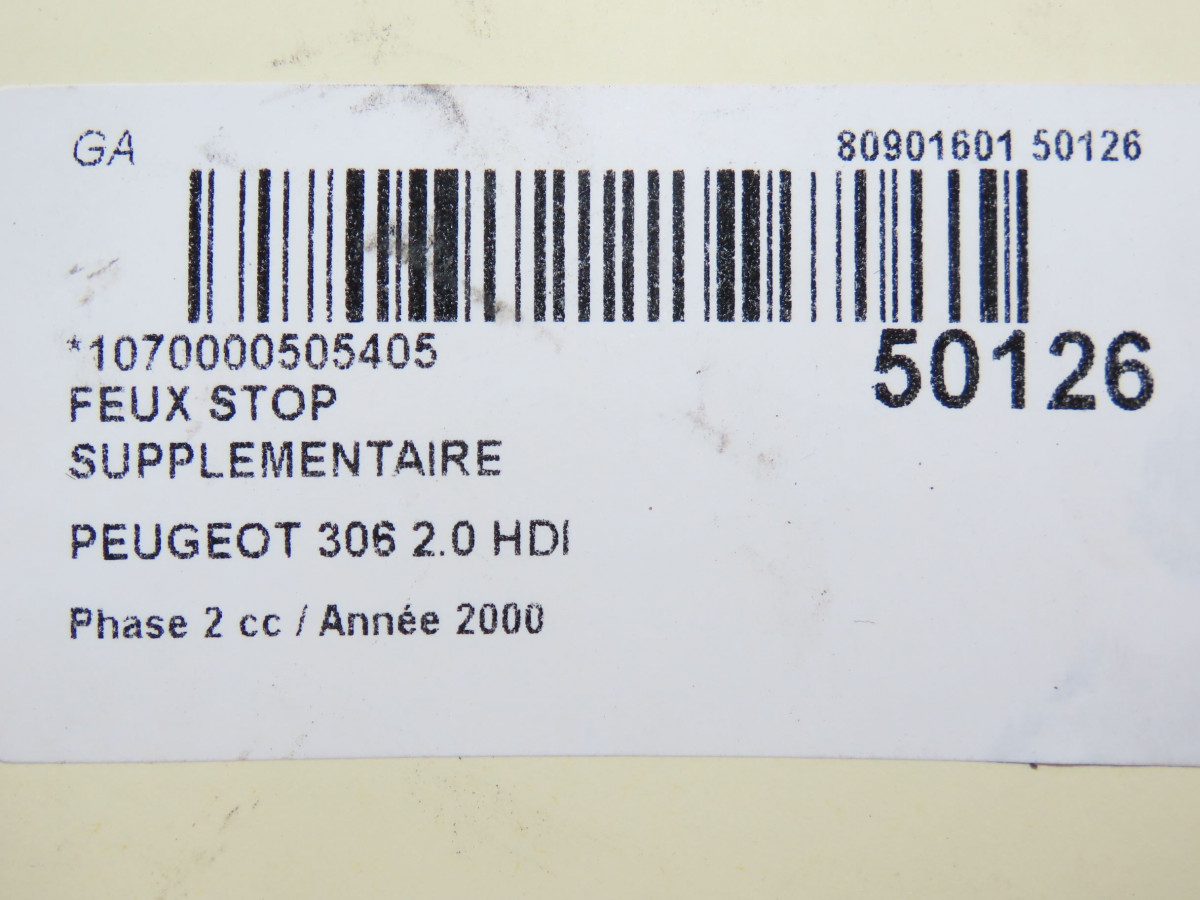 GA 80901601 50126
*1070000505405 50126
FEUX STOP
SUPPLEMENTAIRE
PEUGEOT 306 2.0 HDI
Phase 2 cc / Année 2000